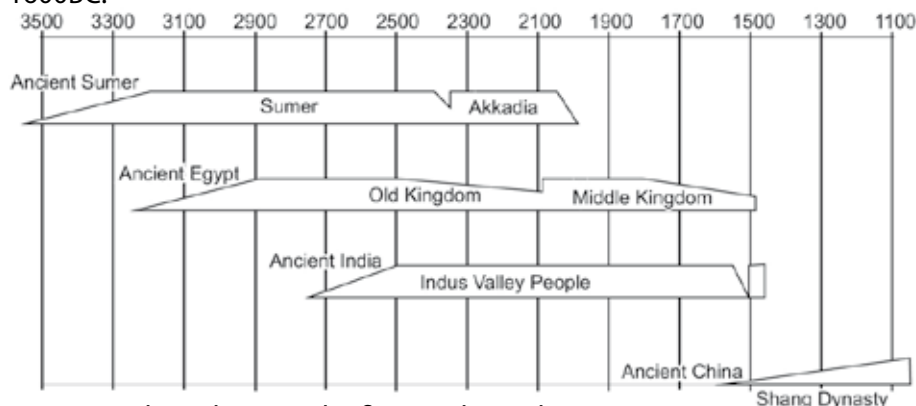 1600BC.
3500 3300 3100 2900 2700 2500 2300 2100 1900 1700 1500 1300 1100
Ancient Sumer
Sumer Akkadia
Ancient Egypt
Old Kingdom Middle Kingdom
Ancient India
Indus Valley People
Ancient China
Shang Dynasty